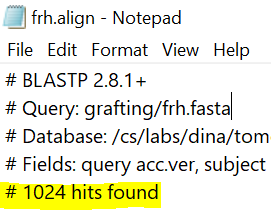 frh.align - Notepad
File Edit Format View Help
# BLASTP 2.8.1+
# Query: grafting/frh.fasta
# Database: /cs/labs/dina/tom
# Fields: query acc.ver, subject
# 1024 hits found